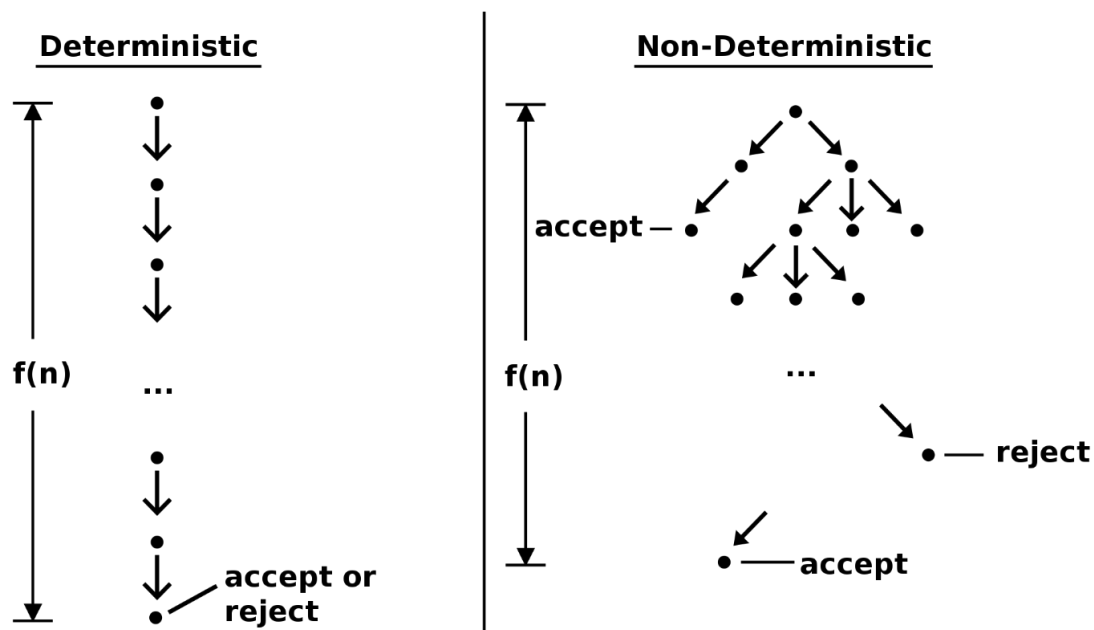 Deterministic
f(n)
...
accept or
reject
Non-Deterministic
accept
f(n)
...
reject
accept